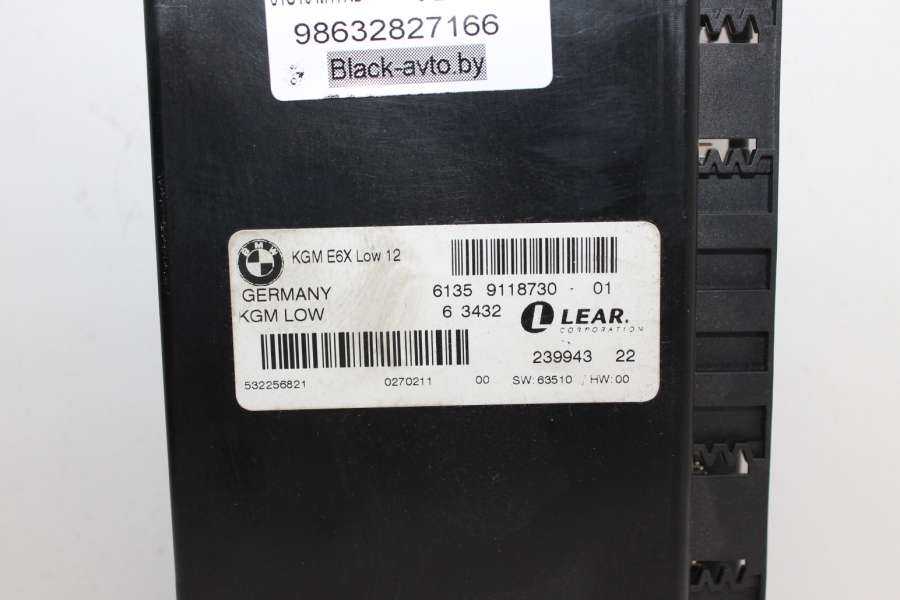 98632827166
Black-avto.by
BMW
KGM E6X Low 12
GERMANY
6135 9118730 - 01
KGM LOW
6 3432
LEAR.
CORPORATION
239943 22
532256821 0270211 00 SW: 63510 / HW: 00